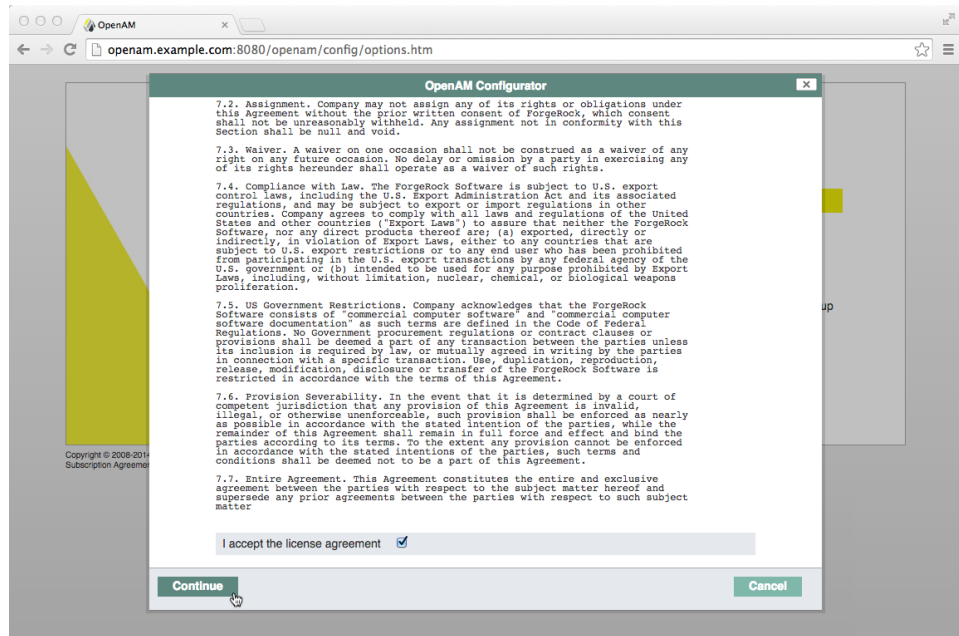 OpenAM
openam.example.com:8080/openam/config/options.htm
OpenAM Configurator
7.2. Assignment. Company may not assign any of its rights or obligations under
this Agreement without the prior written consent of ForgeRock, which consent
shall not be unreasonably withheld. Any assignment not in conformity with this
Section shall be null and void.
7.3. Waiver. A waiver on one occasion shall not be construed as a waiver of any
right on any future occasion. No delay or omission by a party in exercising any
of its rights hereunder shall operate as a waiver of such rights.
7.4. Compliance with Law. The ForgeRock Software is subject to U.S. export
control laws, including the U.S. Export Administration Act and its associated
regulations, and may be subject to export or import regulations in other
countries. Company agrees to comply with all laws and regulations of the United
States and other countries ("Export Laws") to assure that neither the ForgeRock
Software, nor any direct products thereof are; (a) exported, directly or
indirectly, in violation of Export Laws, either to any countries that are
subject to U.S. export restrictions or to any end user who has been prohibited
from participating in the U.S. export transactions by any federal agency of the
U.S. government or (b) intended to be used for any purpose prohibited by Export
Laws, including, without limitation, nuclear, chemical, or biological weapons
proliferation.
7.5. US Government Restrictions. Company acknowledges that the ForgeRock
Software consists of "commercial computer software" and "commercial computer
software documentation" as such terms are defined in the Code of Federal
Regulations. No Government procurement regulations or contract clauses or
provisions shall be deemed a part of any transaction between the parties unless
its inclusion is required by law, or mutually agreed in writing by the parties
in connection with a specific transaction. Use, duplication, reproduction,
release, modification, disclosure or transfer of the ForgeRock Software is
restricted in accordance with the terms of this Agreement.
7.6. Provision Severability. In the event that it is determined by a court of
competent jurisdiction that any provision of this Agreement is invalid,
illegal, or otherwise unenforceable, such provision shall be enforced as nearly
as possible in accordance with the stated intention of the parties, while the
remainder of this Agreement shall remain in full force and effect and bind the
parties according to its terms. To the extent any provision cannot be enforced
in accordance with the stated intentions of the parties, such terms and
conditions shall be deemed not to be a part of this Agreement.
7.7. Entire Agreement. This Agreement constitutes the entire and exclusive
agreement between the parties with respect to the subject matter hereof and
supersede any prior agreements between the parties with respect to such subject
matter
up
Copyright © 2008-2014
Subscription Agreemen
I accept the license agreement
Continue
Cancel